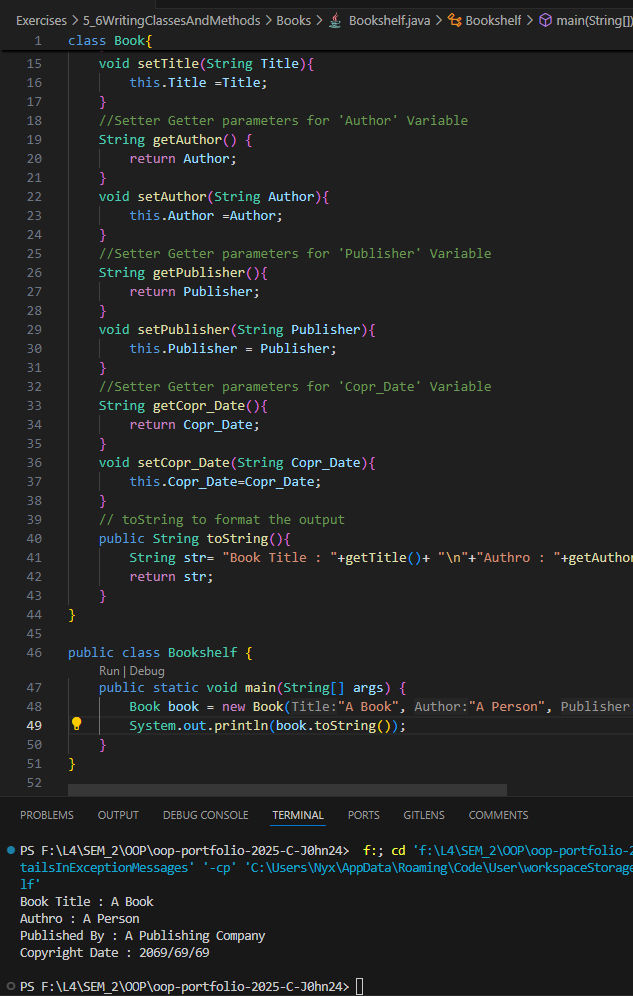 Exercises > 5_6WritingClassesAndMethods > Books > Bookshelf.java > Bookshelf > main(String[])
1 class Book{
15 void setTitle(String Title){
16 this.Title =Title;
17 }
18 //Setter Getter parameters for 'Author' Variable
19 String getAuthor() {
20 return Author;
21 }
22 void setAuthor(String Author){
23 this.Author =Author;
24 }
25 //Setter Getter parameters for 'Publisher' Variable
26 String getPublisher(){
27 return Publisher;
28 }
29 void setPublisher(String Publisher){
30 this.Publisher = Publisher;
31 }
32 //Setter Getter parameters for 'Copr_Date' Variable
33 String getCopr_Date(){
34 return Copr_Date;
35 }
36 void setCopr_Date(String Copr_Date){
37 this.Copr_Date=Copr_Date;
38 }
39 // toString to format the output
40 public String toString(){
41 String str= "Book Title : "+getTitle()+ "\n"+"Authro : "+getAuthor
42 return str;
43 }
44 }
45
46 public class Bookshelf {
Run | Debug
47 public static void main(String[] args) {
48 Book book = new Book(Title:"A Book", Author:"A Person", Publisher
49 System.out.println(book.toString());
50 }
51 }
52
PROBLEMS OUTPUT DEBUG CONSOLE TERMINAL PORTS GITLENS COMMENTS
PS F:\L4\SEM_2\OOP\oop-portfolio-2025-C-J0hn24> f:; cd 'f:\L4\SEM_2\OOP\oop-portfolio-2
tailsInExceptionMessages' '-cp' 'C:\Users\Nyx\AppData\Roaming\Code\User\workspaceStorage
lf'
Book Title : A Book
Authro : A Person
Published By : A Publishing Company
Copyright Date : 2069/69/69
PS F:\L4\SEM_2\OOP\oop-portfolio-2025-C-J0hn24>